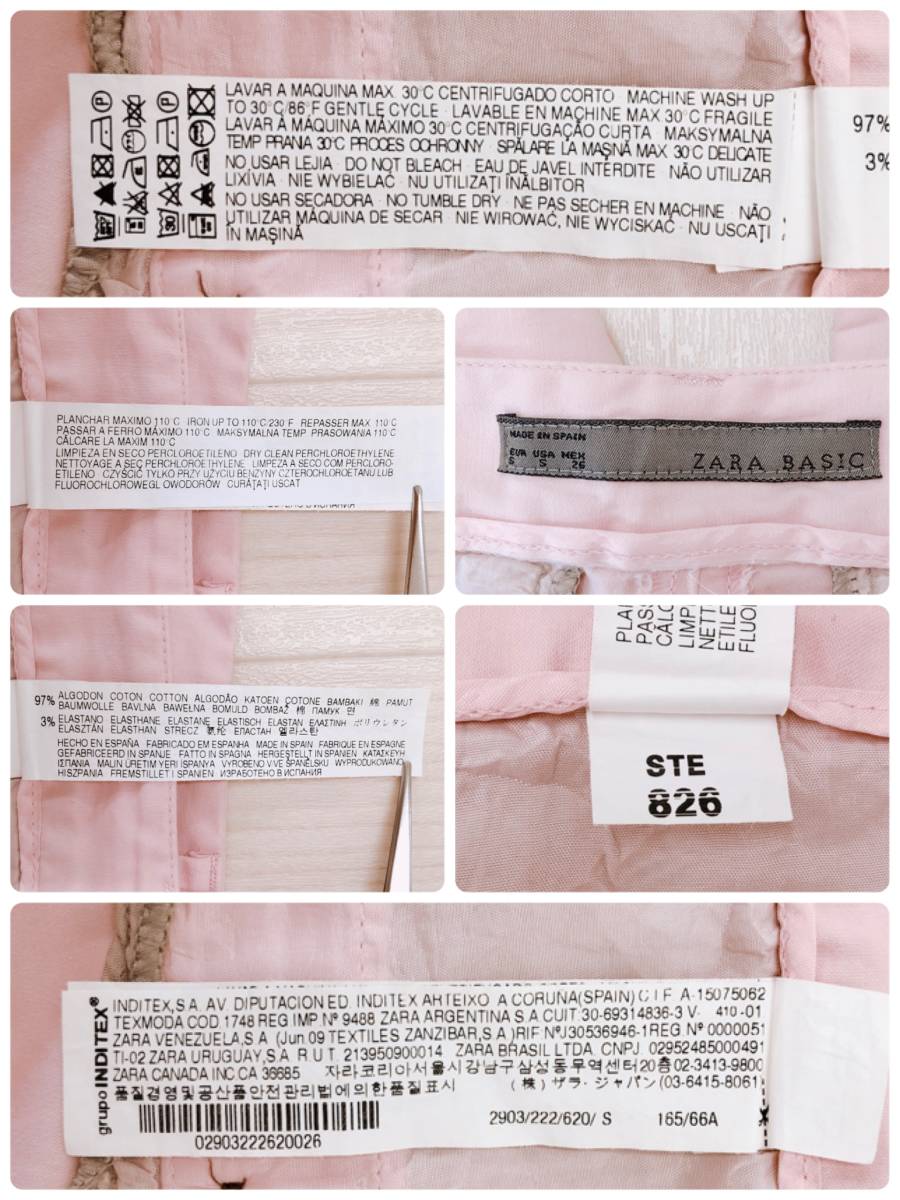 LAVAR A MAQUINA MAX 30°C CENTRIFUGADO CORTO · MACHINE WASH UP
TO 30°C/86°F GENTLE CYCLE · LAVABLE EN MACHINE MAX 30°C FRAGILE
LAVAR À MÁQUINA MÁXIMO 30°C CENTRIFUGAÇÃO CURTA · MAKSYMALNA
TEMP PRANIA 30°C PROCES OCHRONNY · SPĂLARE LA MAŞINĂ MAX 30°C DELICATE
NO USAR LEJIA · DO NOT BLEACH · EAU DE JAVEL INTERDITE · NÃO UTILIZAR
LIXÍVIA · NIE WYBIELAĆ · NU UTILIZAŢI ÎNĂLBITOR
NO USAR SECADORA · NO TUMBLE DRY · NE PAS SECHER EN MACHINE · NÃO
UTILIZAR MÁQUINA DE SECAR · NIE WIROWAĆ, NIE WYCISKAĆ · NU USCAŢI
ÎN MAŞINĂ
97%
3%
PLANCHAR MAXIMO 110°C IRON UP TO 110°C/230°F REPASSER MAX. 110°C
PASSAR A FERRO MÁXIMO 110°C MAKSYMALNA TEMP PRASOWANIA 110°C
CĂLCARE LA MAXIM 110°C
LIMPIEZA EN SECO PERCLOROETILENO DRY CLEAN PERCHLOROETHYLENE
NETTOYAGE A SEC PERCHLOROETHYLENE LIMPEZA A SECO COM PERCLORO-
ETILENO CZYŚCIĆ TYLKO PRZY UŻYCIU BENZYNY CZTEROCHLOROETANU LUB
FLUOROCHLOROWEGL OWODORÓW CURĂŢAŢI USCAT
MADE IN SPAIN
EUR USA MEX
S S 26
ZARA BASIC
97% ALGODON COTON COTTON ALGODÃO KATOEN COTONE BAMBAKI 棉 PAMUT
BAUMWOLLE BAVLNA BAWEŁNA BOMULD BOMBAŽ 棉 ПАМУК 면
3% ELASTANO ELASTHANE ELASTANE ELASTISCH ELASTAN ΕΛΑΣΤΙΝΗ ポリウレタン
ELASZTÁN ELASTHAN STRECZ 氨纶 ЕЛАСТАН 엘라스탄
HECHO EN ESPAÑA FABRICADO EM ESPANHA MADE IN SPAIN FABRIQUE EN ESPAGNE
GEFABRICEERD IN SPANJE FATTO IN SPAGNA HERGESTELLT IN SPANIEN ΚΑΤΑΣΚΕΥΗ
ΙΣΠΑΝΙΑ MALIN ÜRETIM YERI İSPANYA VYROBENO V VE ŠPANĚLSKU WYPRODUKOWANO
HISZPANIA FREMSTILLET I SPANIEN ИЗРАБОТЕНО В ИСПАНИЯ
STE
826
grupo INDITEX®
INDITEX,S.A. AV. DIPUTACION ED. INDITEX ARTEIXO A CORUÑA(SPAIN) C I F A-15075062
TEXMODA COD. 1748 REG IMP.Nº 9488 ZARA ARGENTINA S.A CUIT 30-69314836-3 V- 410-01
ZARA VENEZUELA,S.A (Jun.09 TEXTILES ZANZIBAR,S.A.)RIF NºJ30536946-1REG.Nº 0000051
TI-02 ZARA URUGUAY,S.A. R.U.T. 213950900014 ZARA BRASIL LTDA. CNPJ. 02952485000491
ZARA CANADA INC.CA 36685 자라코리아서울시강남구삼성동무역센터20층 02-3413-9800
품질경영및공산품안전관리법에의한품질표시 (株) ザラ・ジャパン (03-6415-8061)
02903222620026
2903/222/620/ S 165/66A